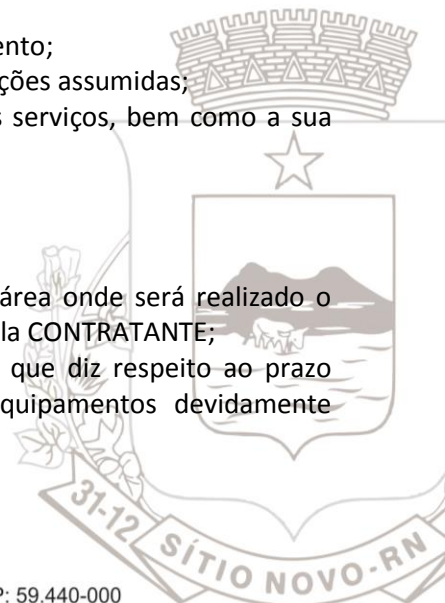 ento;
ções assumidas;
s serviços, bem como a sua
área onde será realizado o
la CONTRATANTE;
que diz respeito ao prazo
quipamentos devidamente
31-12 SÍTIO NOVO-RN
P: 59.440-000